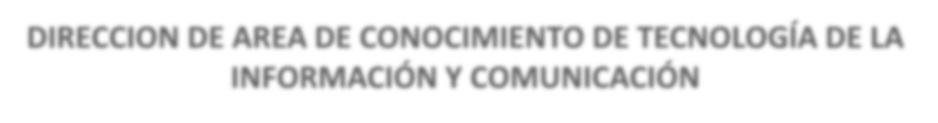 DIRECCION DE AREA DE CONOCIMIENTO DE TECNOLOGÍA DE LA
INFORMACIÓN Y COMUNICACIÓN